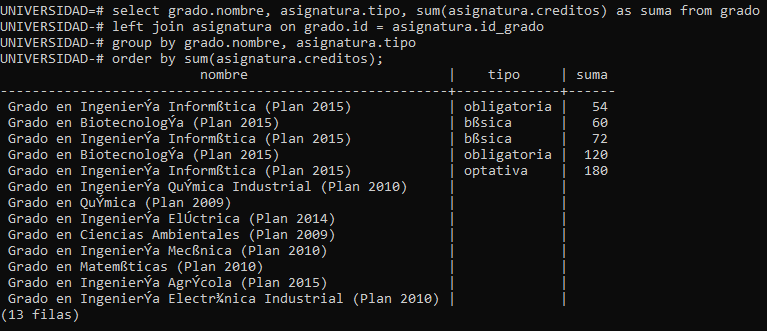 UNIVERSIDAD=# select grado.nombre, asignatura.tipo, sum(asignatura.creditos) as suma from grado
UNIVERSIDAD-# left join asignatura on grado.id = asignatura.id_grado
UNIVERSIDAD-# group by grado.nombre, asignatura.tipo
UNIVERSIDAD-# order by sum(asignatura.creditos);
nombre | tipo | suma
--------------------------------------------------------+-------------+------
Grado en IngenierÝa Informßtica (Plan 2015) | obligatoria | 54
Grado en BiotecnologÝa (Plan 2015) | bßsica | 60
Grado en IngenierÝa Informßtica (Plan 2015) | bßsica | 72
Grado en BiotecnologÝa (Plan 2015) | obligatoria | 120
Grado en IngenierÝa Informßtica (Plan 2015) | optativa | 180
Grado en IngenierÝa QuÝmica Industrial (Plan 2010) | |
Grado en QuÝmica (Plan 2009) | |
Grado en IngenierÝa ElÚctrica (Plan 2014) | |
Grado en Ciencias Ambientales (Plan 2009) | |
Grado en IngenierÝa Mecßnica (Plan 2010) | |
Grado en Matemßticas (Plan 2010) | |
Grado en IngenierÝa AgrÝcola (Plan 2015) | |
Grado en IngenierÝa Electr¾nica Industrial (Plan 2010) | |
(13 filas)